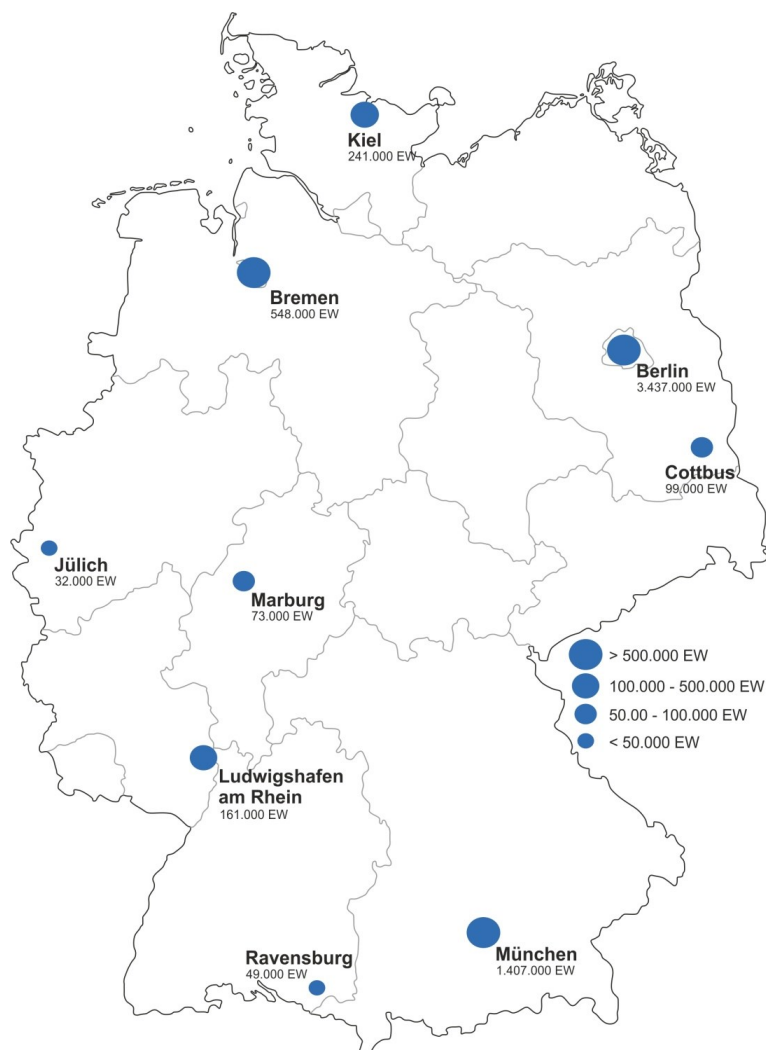 Kiel
241.000 EW
Bremen
548.000 EW
Berlin
3.437.000 EW
Cottbus
99.000 EW
Jülich
32.000 EW
Marburg
73.000 EW
> 500.000 EW
100.000 - 500.000 EW
50.00 - 100.000 EW
< 50.000 EW
Ludwigshafen
am Rhein
161.000 EW
Ravensburg
49.000 EW
München
1.407.000 EW